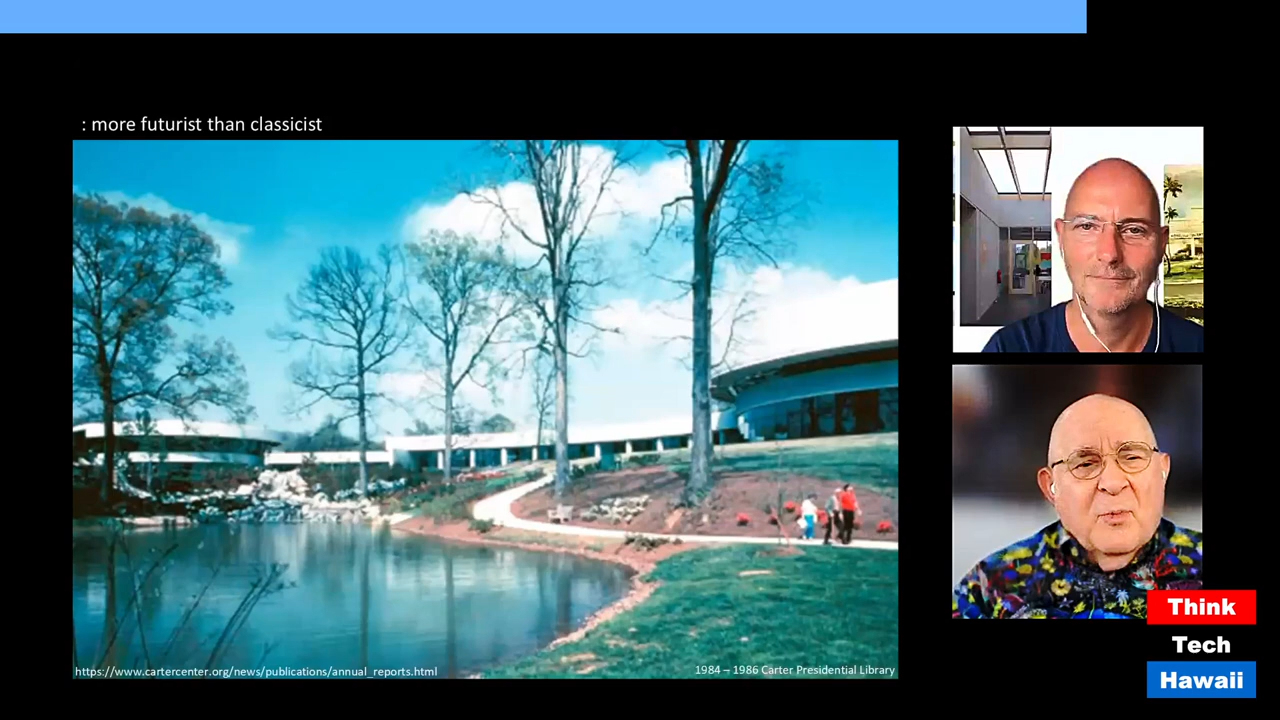 : more futurist than classicist
https://www.cartercenter.org/news/publications/annual_reports.html
1984 – 1986 Carter Presidential Library
Think
Tech
Hawaii